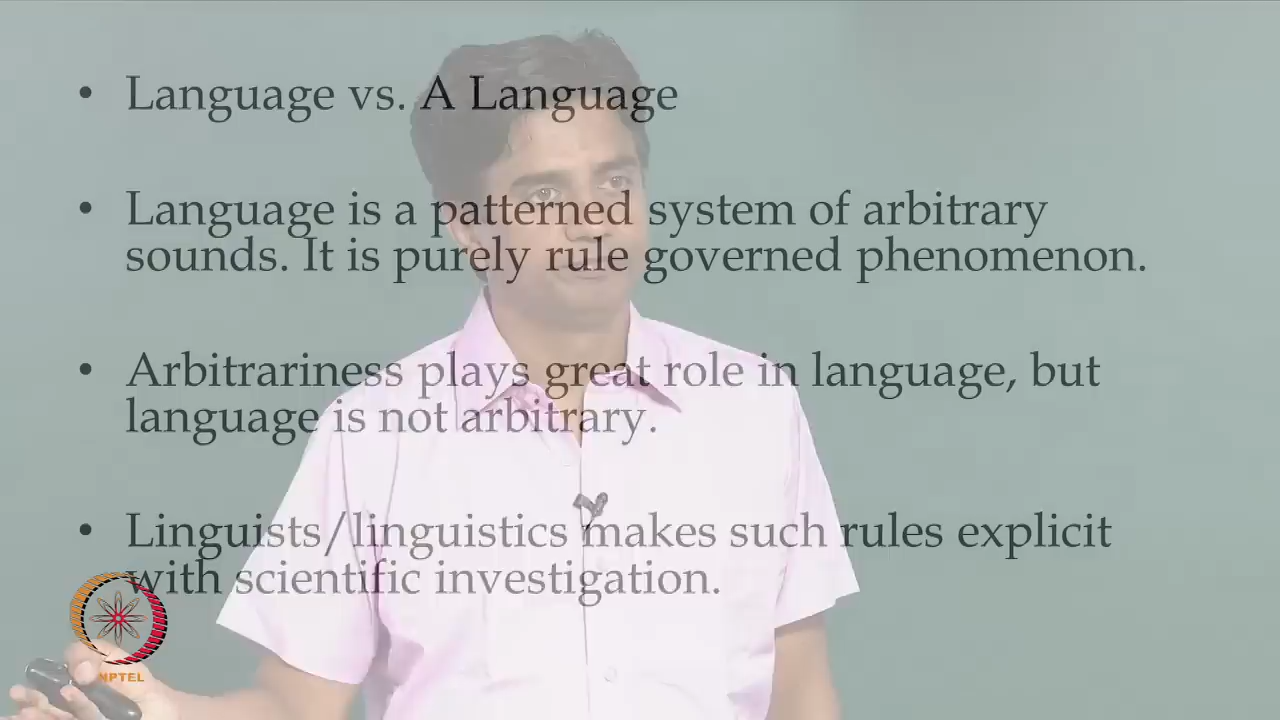 • Language vs. A Language
• Language is a patterned system of arbitrary
sounds. It is purely rule governed phenomenon.
• Arbitrariness plays great role in language, but
language is not arbitrary.
• Linguists/linguistics makes such rules explicit
with scientific investigation.
NPTEL